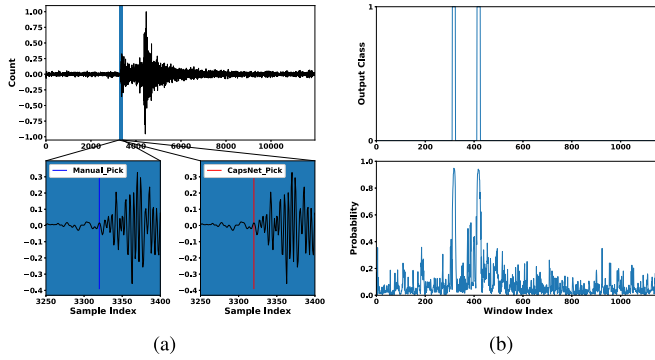 1.00
0.75
0.50
0.25
0.00
-0.25
-0.50
-0.75
-1.00
Count
0 2000 4000 6000 8000 10000
Manual_Pick
0.3
0.2
0.1
0.0
-0.1
-0.2
-0.3
-0.4
3250 3300 3350 3400
Sample Index
CapsNet_Pick
0.3
0.2
0.1
0.0
-0.1
-0.2
-0.3
-0.4
3250 3300 3350 3400
Sample Index
(a)
1
0
Output Class
0 200 400 600 800 1000
1.0
0.8
0.6
0.4
0.2
0.0
Probability
0 200 400 600 800 1000
Window Index
(b)